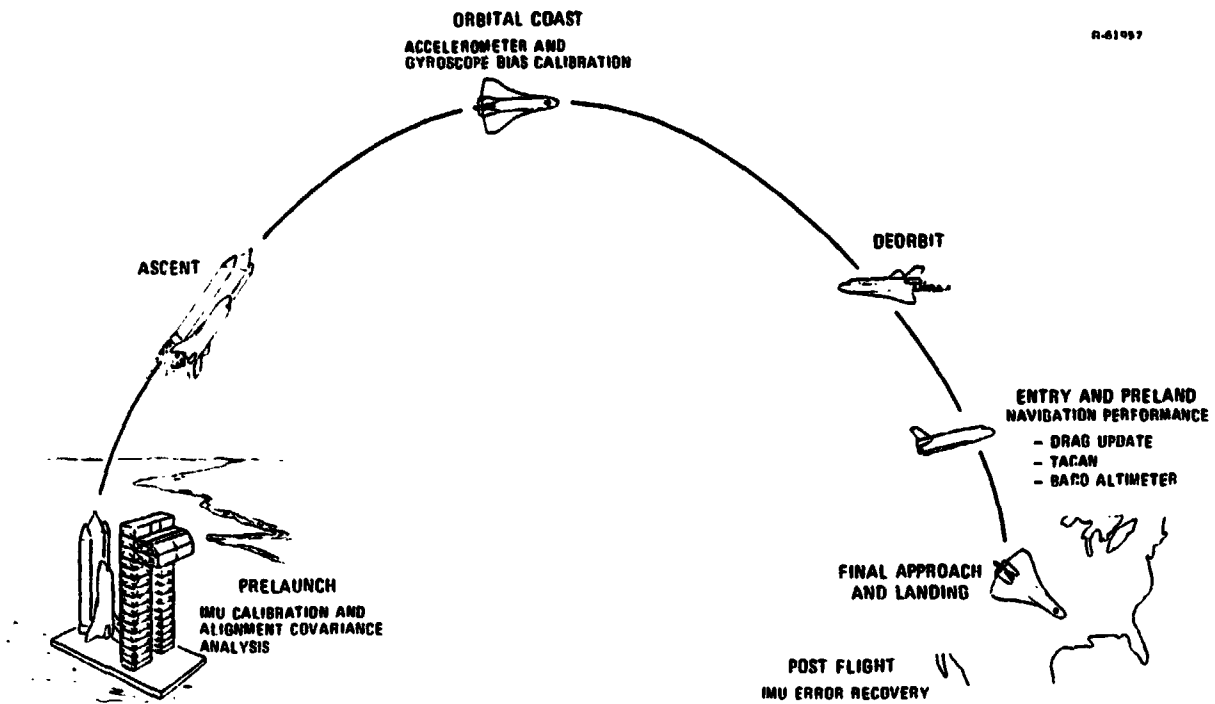 ORBITAL COAST
ACCELEROMETER AND
GYROSCOPE BIAS CALIBRATION
R-61957
ASCENT
DEORBIT
ENTRY AND PRELAND
NAVIGATION PERFORMANCE
- DRAG UPDATE
- TACAN
- BARO ALTIMETER
PRELAUNCH
IMU CALIBRATION AND
ALIGNMENT COVARIANCE
ANALYSIS
FINAL APPROACH
AND LANDING
POST FLIGHT
IMU ERROR RECOVERY